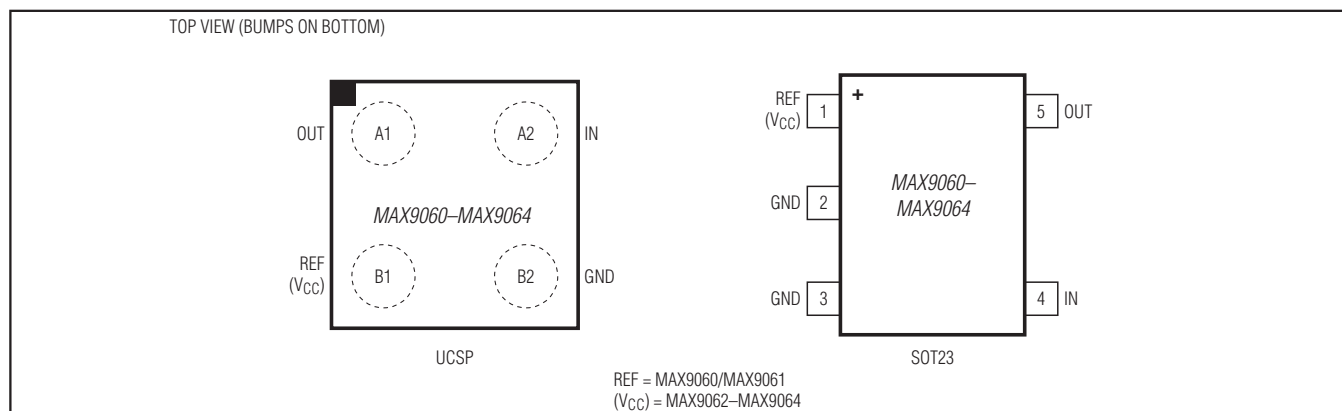 TOP VIEW (BUMPS ON BOTTOM)
OUT
A1
A2
IN
MAX9060–MAX9064
REF
(VCC)
B1
B2
GND
UCSP
REF
(VCC)
1
+
5
OUT
MAX9060–
MAX9064
GND
2
GND
3
4
IN
SOT23
REF = MAX9060/MAX9061
(VCC) = MAX9062–MAX9064